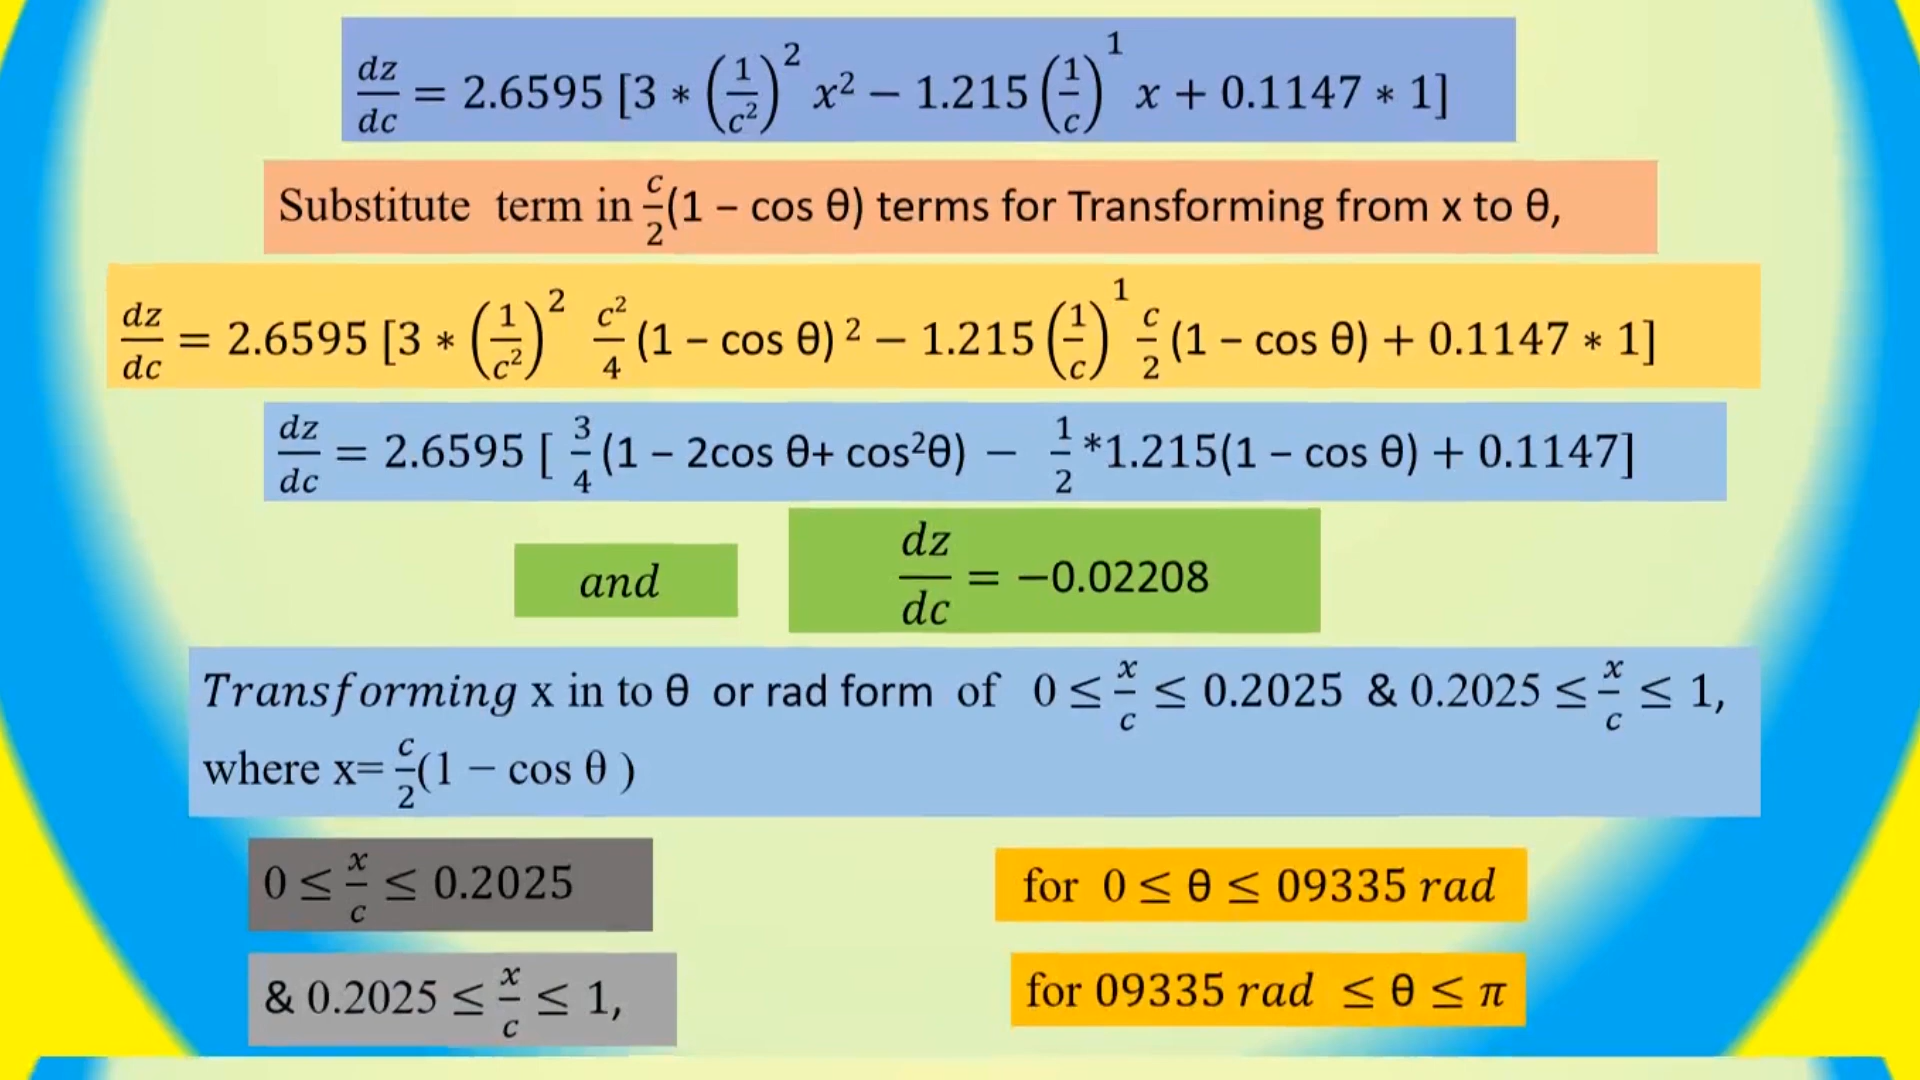 dz/dc = 2.6595 [3 * (1/c²)² x² − 1.215 (1/c)¹ x + 0.1147 * 1]
Substitute term in c/2(1 – cos θ) terms for Transforming from x to θ,
dz/dc = 2.6595 [3 * (1/c²)² c²/4 (1 – cos θ) ² − 1.215 (1/c)¹ c/2 (1 – cos θ) + 0.1147 * 1]
dz/dc = 2.6595 [ 3/4 (1 – 2cos θ+ cos²θ) − 1/2 *1.215(1 – cos θ) + 0.1147]
and
dz/dc = −0.02208
Transforming x in to θ or rad form of 0 ≤ x/c ≤ 0.2025 & 0.2025 ≤ x/c ≤ 1,
where x= c/2(1 − cos θ )
0 ≤ x/c ≤ 0.2025
for 0 ≤ θ ≤ 09335 rad
& 0.2025 ≤ x/c ≤ 1,
for 09335 rad ≤ θ ≤ π